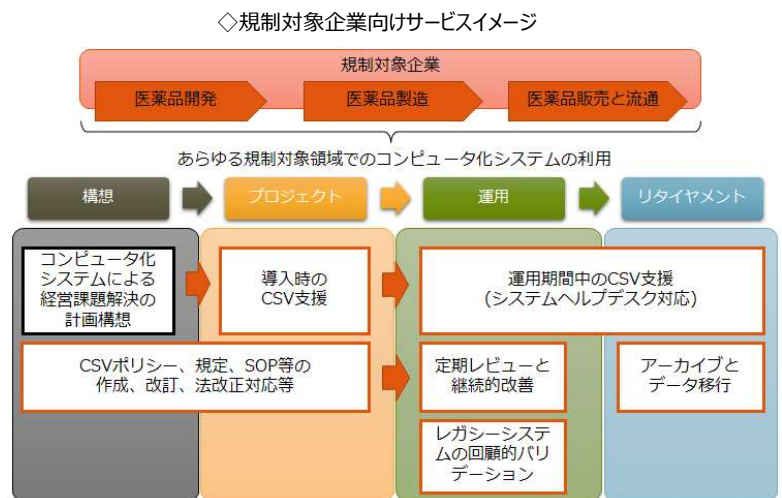 ◇規制対象企業向けサービスイメージ
規制対象企業
医薬品開発
医薬品製造
医薬品販売と流通
あらゆる規制対象領域でのコンピュータ化システムの利用
構想
プロジェクト
運用
リタイヤメント
コンピュータ化
システムによる
経営課題解決の
計画構想
導入時の
CSV支援
運用期間中のCSV支援
(システムヘルプデスク対応)
CSVポリシー、規定、SOP等の
作成、改訂、法改正対応等
定期レビューと
継続的改善
アーカイブと
データ移行
レガシーシステ
ムの回顧的バリ
デーション